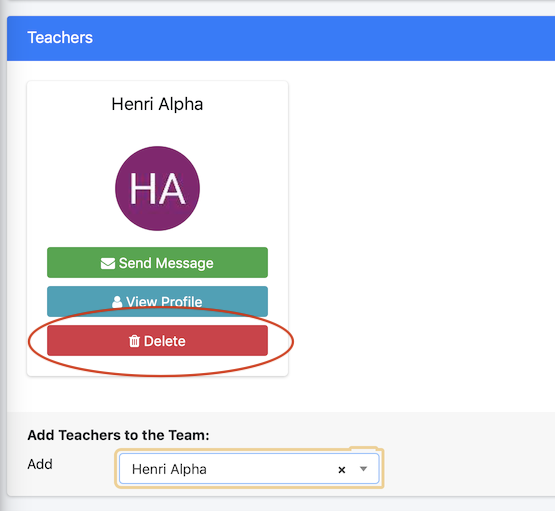 Teachers
Henri Alpha
HA
Send Message
View Profile
Delete
Add Teachers to the Team:
Add
Henri Alpha ×